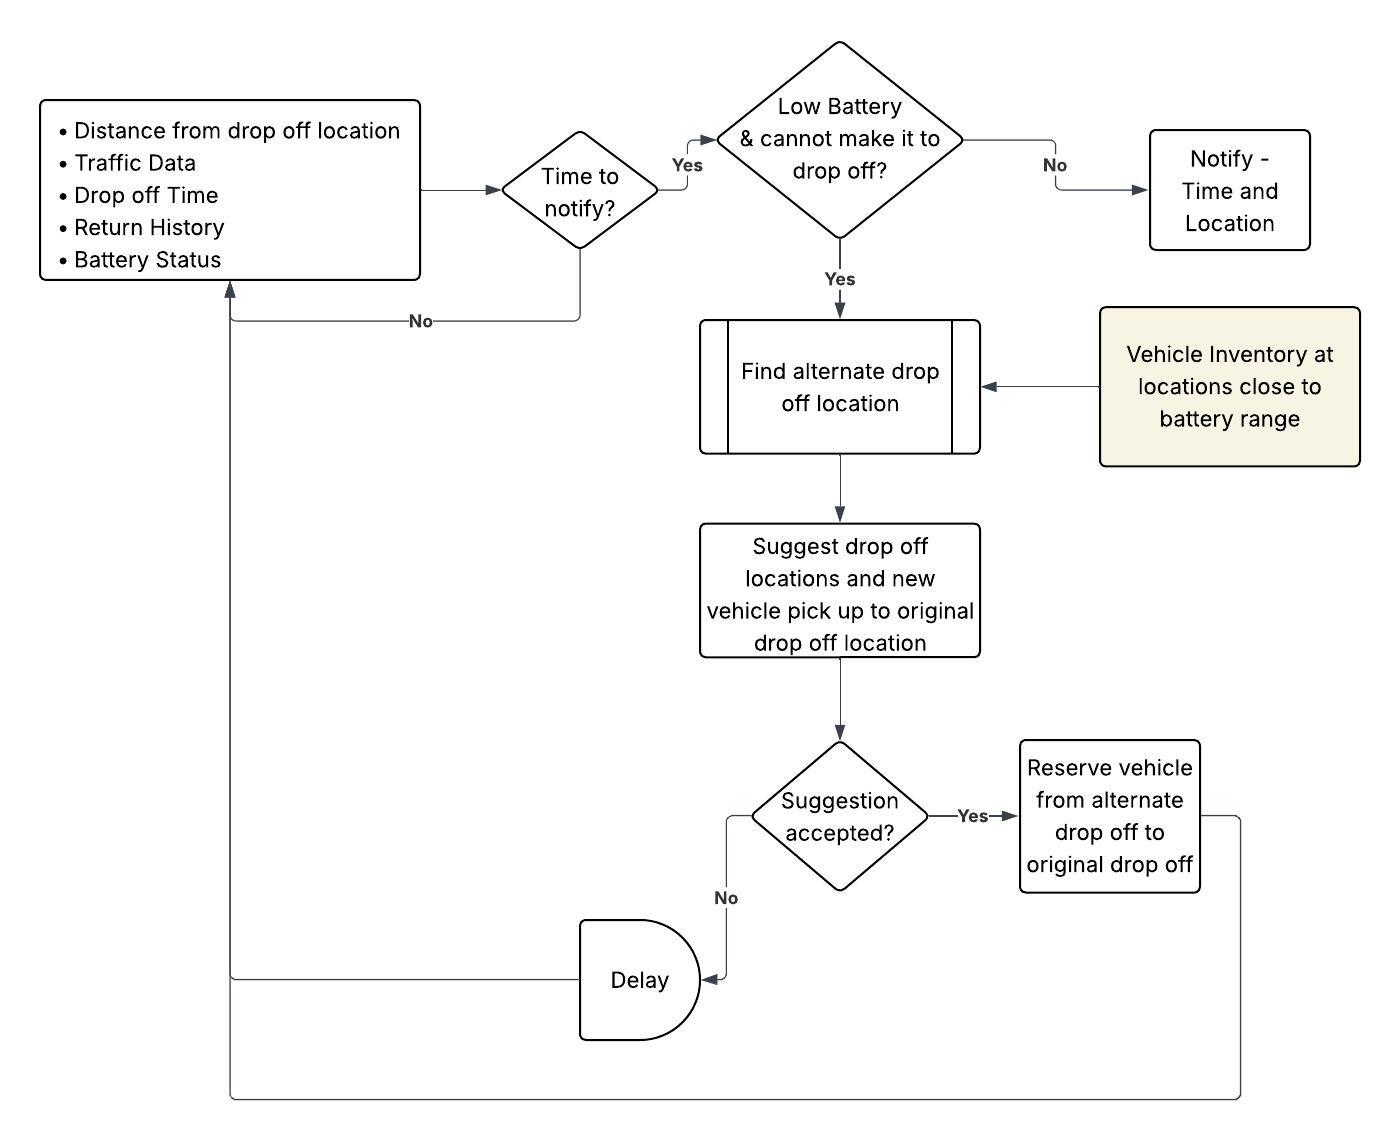 • Distance from drop off location
• Traffic Data
• Drop off Time
• Return History
• Battery Status
Time to
notify?
Yes
No
Low Battery
& cannot make it to
drop off?
No
Notify -
Time and
Location
Yes
Find alternate drop
off location
Vehicle Inventory at
locations close to
battery range
Suggest drop off
locations and new
vehicle pick up to original
drop off location
Suggestion
accepted?
Yes
Reserve vehicle
from alternate
drop off to
original drop off
No
Delay